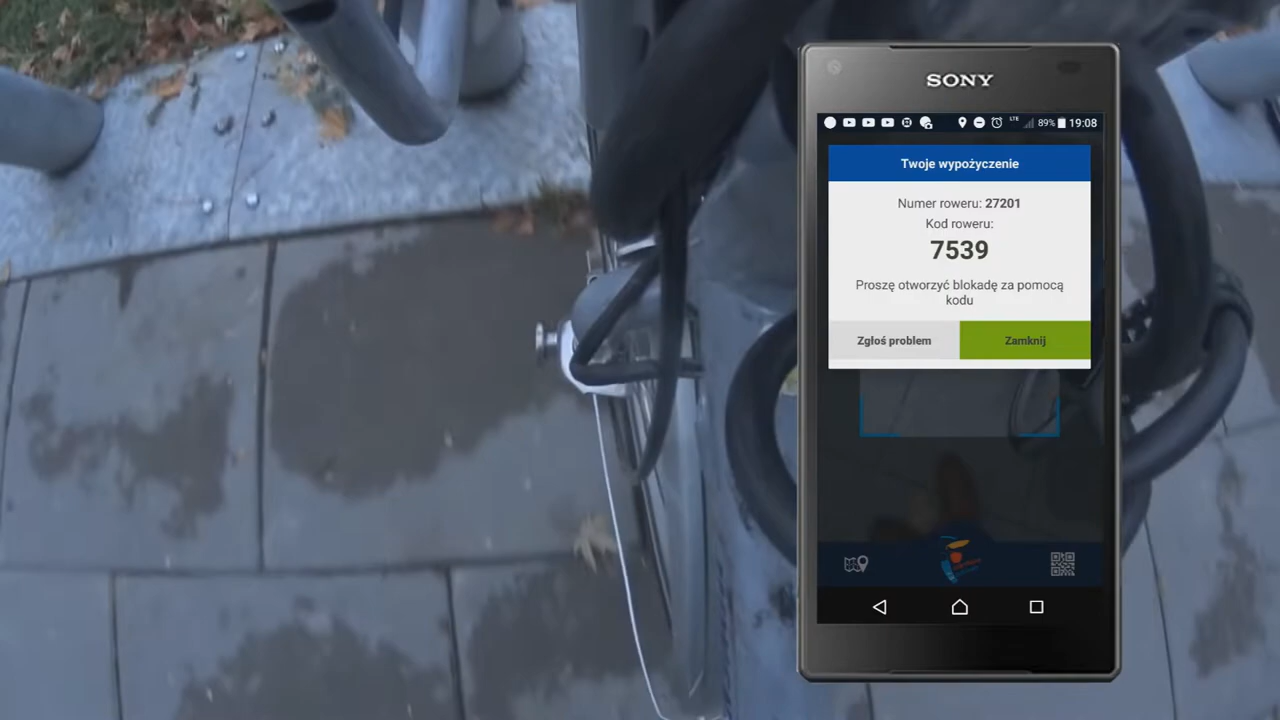 SONY
LTE 89% 19:08
Twoje wypożyczenie
Numer roweru: 27201
Kod roweru:
7539
Proszę otworzyć blokadę za pomocą
kodu
Zgłoś problem Zamknij